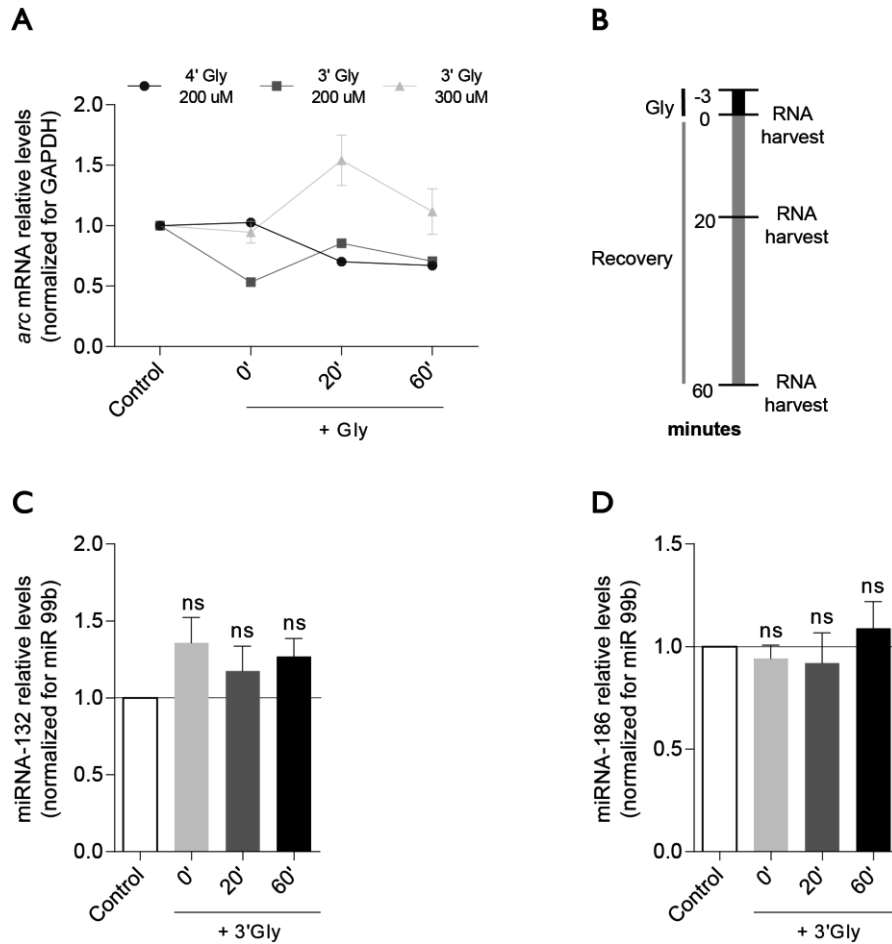 A
4' Gly
200 uM
3' Gly
200 uM
3' Gly
300 uM
arc mRNA relative levels
(normalized for GAPDH)
2.0
1.5
1.0
0.5
0.0
Control
0'
20'
60'
+ Gly
B
Gly
-3
0
RNA
harvest
20
RNA
harvest
Recovery
60
RNA
harvest
minutes
C
miRNA-132 relative levels
(normalized for miR 99b)
2.0
1.5
1.0
0.5
0.0
ns
ns
ns
Control
0'
20'
60'
+ 3'Gly
D
miRNA-186 relative levels
(normalized for miR 99b)
1.5
1.0
0.5
0.0
ns
ns
ns
Control
0'
20'
60'
+ 3'Gly